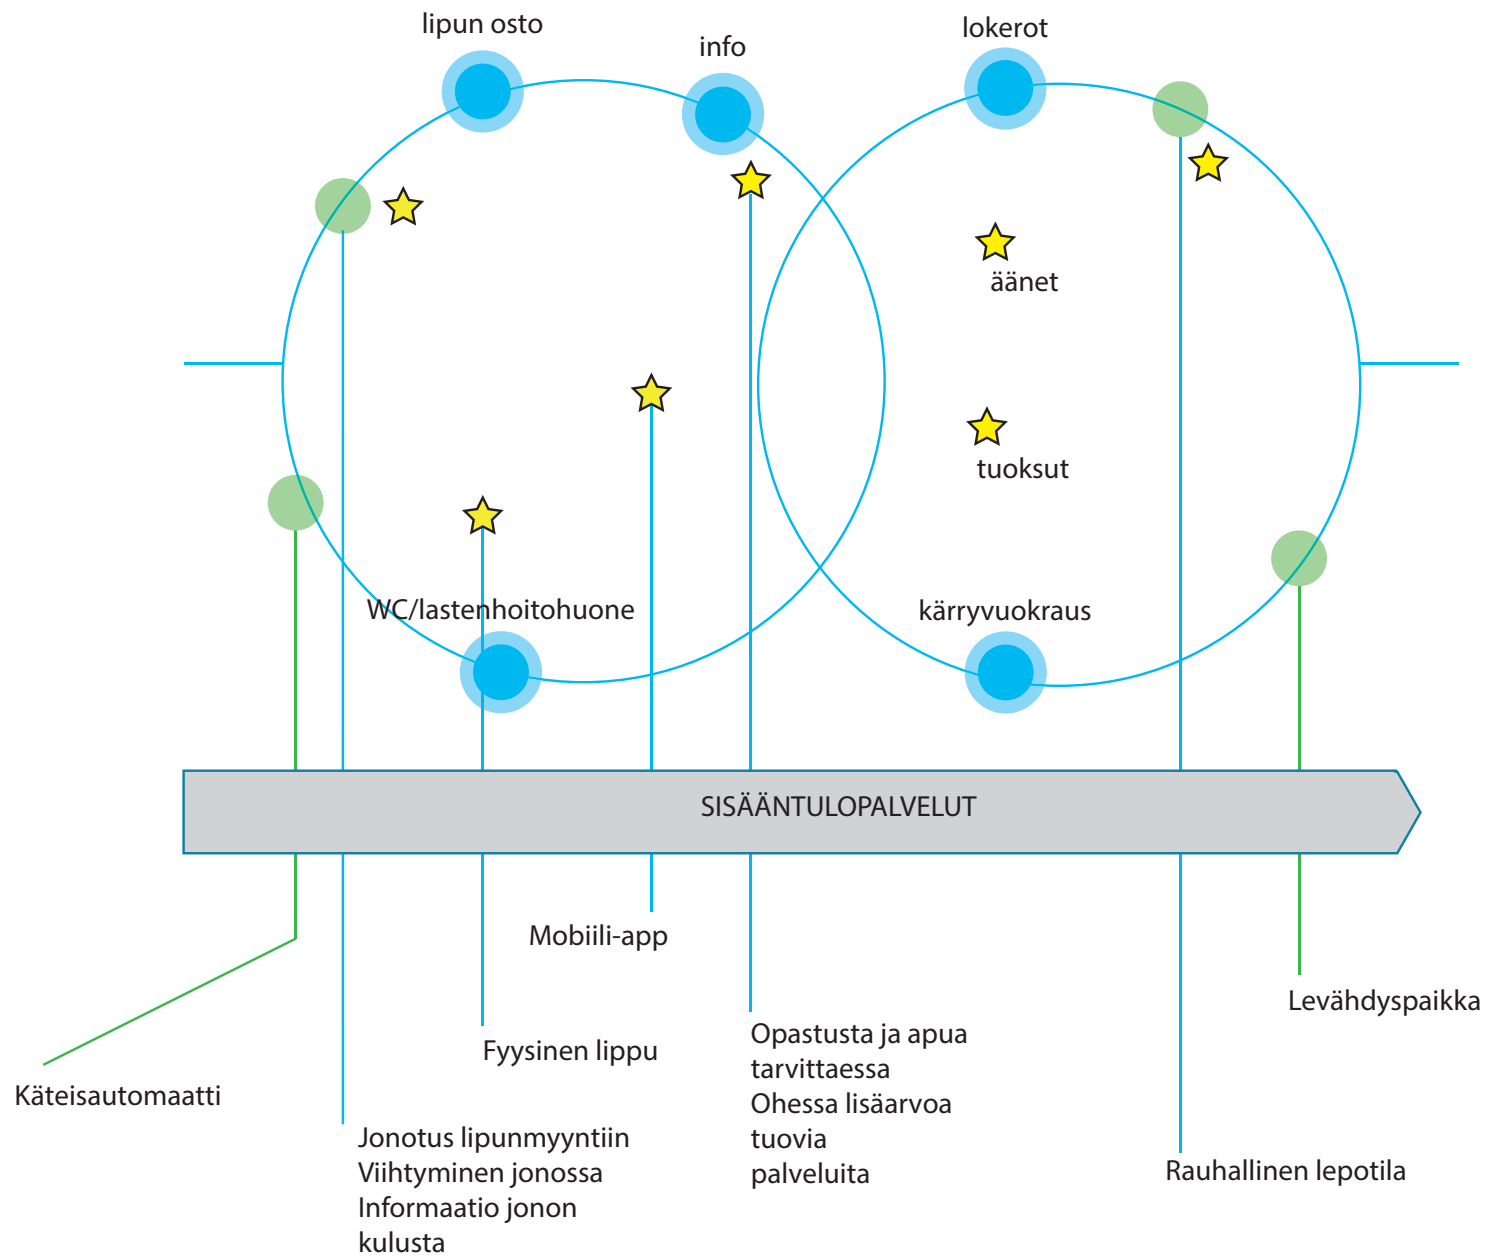 lipun osto
info
lokerot
äänet
tuoksut
WC/lastenhoitohuone
kärryvuokraus
SISÄÄNTULOPALVELUT
Mobiili-app
Levähdyspaikka
Fyysinen lippu
Opastusta ja apua
tarvittaessa
Ohessa lisäarvoa
tuovia
palveluita
Käteisautomaatti
Jonotus lipunmyyntiin
Viihtyminen jonossa
Informaatio jonon
kulusta
Rauhallinen lepotila